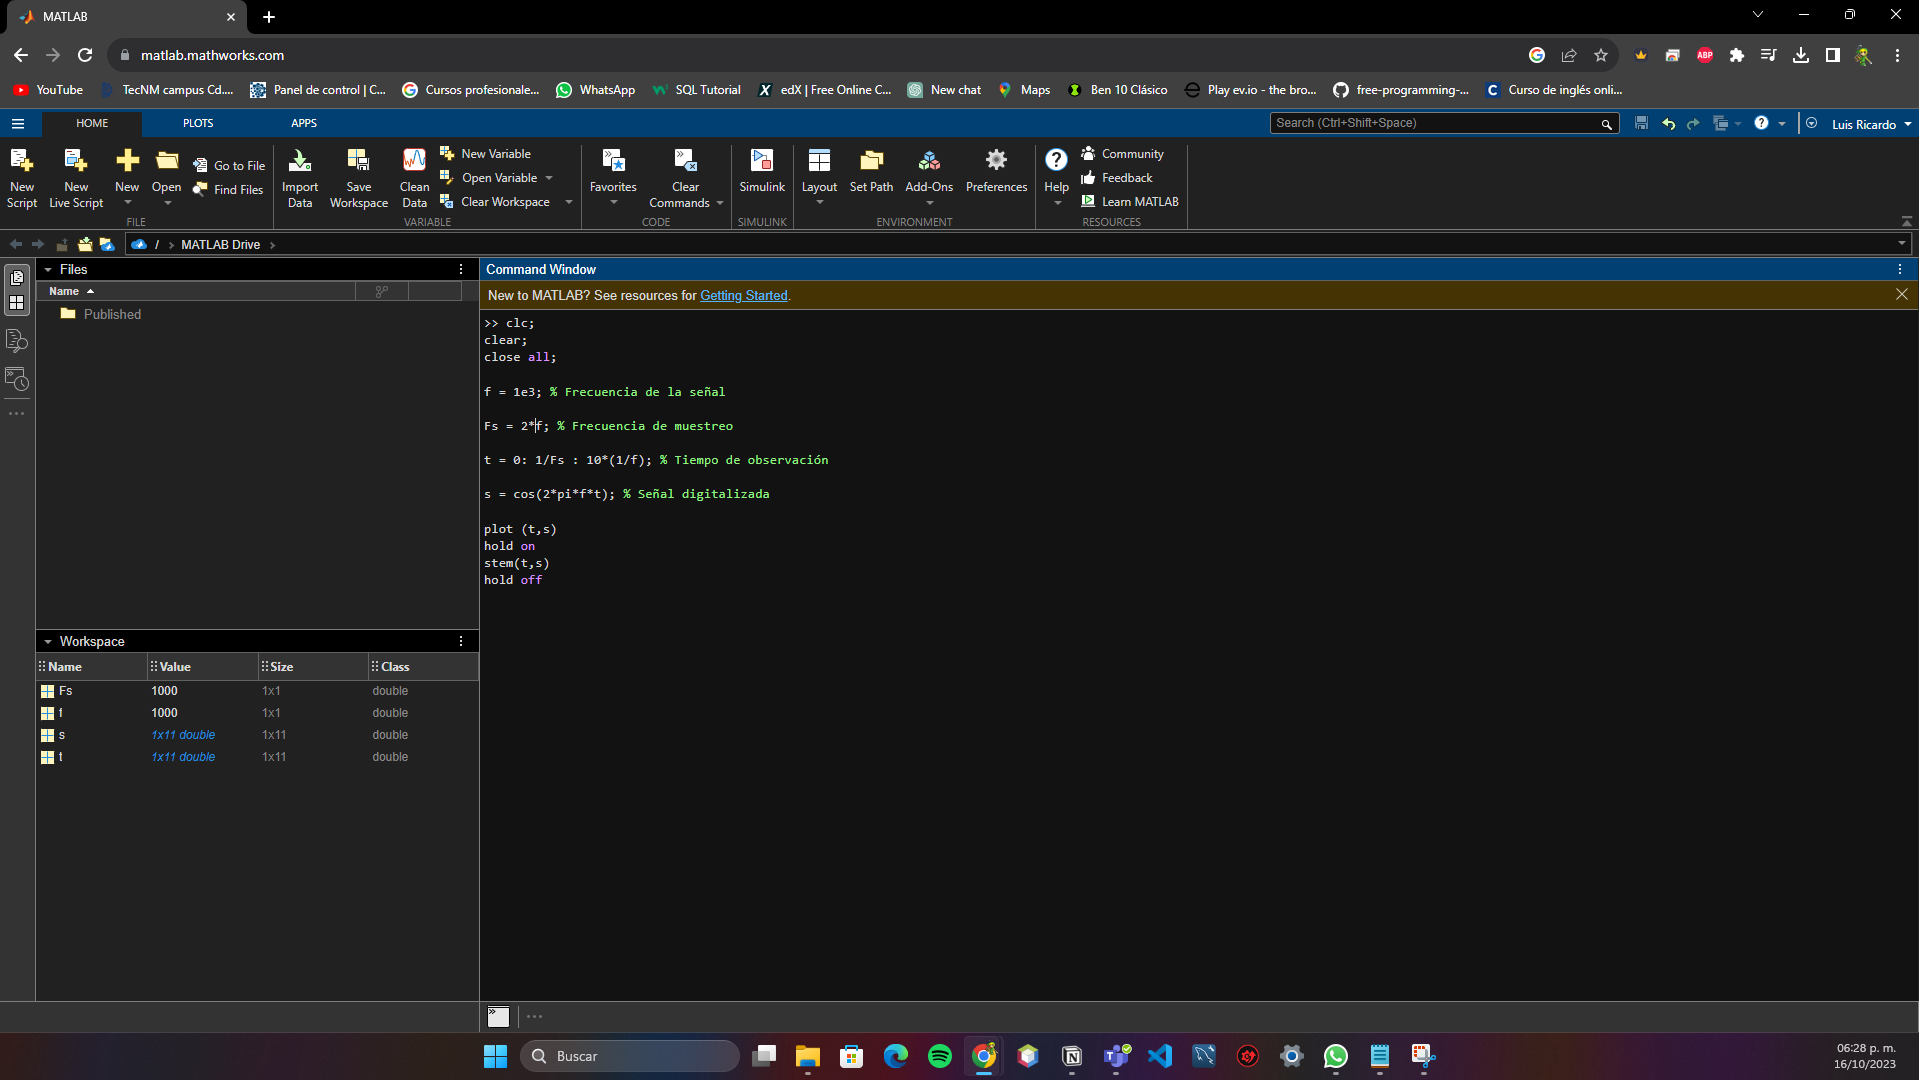 MATLAB
matlab.mathworks.com
ABP
YouTube
TecNM campus Cd....
Panel de control | C...
Cursos profesionale...
WhatsApp
SQL Tutorial
edX | Free Online C...
New chat
Maps
Ben 10 Clásico
Play ev.io - the bro...
free-programming-...
Curso de inglés onli...
HOME
PLOTS
APPS
Search (Ctrl+Shift+Space)
Luis Ricardo
New Script
New Live Script
New
Open
Go to File
Find Files
FILE
Import Data
Save Workspace
Clean Data
New Variable
Open Variable
Clear Workspace
VARIABLE
Favorites
Clear Commands
CODE
Simulink
SIMULINK
Layout
Set Path
Add-Ons
Preferences
ENVIRONMENT
Help
Community
Feedback
Learn MATLAB
RESOURCES
/ > MATLAB Drive >
Files
Name
Published
Command Window
New to MATLAB? See resources for Getting Started.
>> clc;
clear;
close all;
f = 1e3; % Frecuencia de la señal
Fs = 2*f; % Frecuencia de muestreo
t = 0: 1/Fs : 10*(1/f); % Tiempo de observación
s = cos(2*pi*f*t); % Señal digitalizada
plot (t,s)
hold on
stem(t,s)
hold off
Workspace
Name Value Size Class
Fs 1000 1x1 double
f 1000 1x1 double
s 1x11 double 1x11 double
t 1x11 double 1x11 double
Buscar
06:28 p. m.
16/10/2023